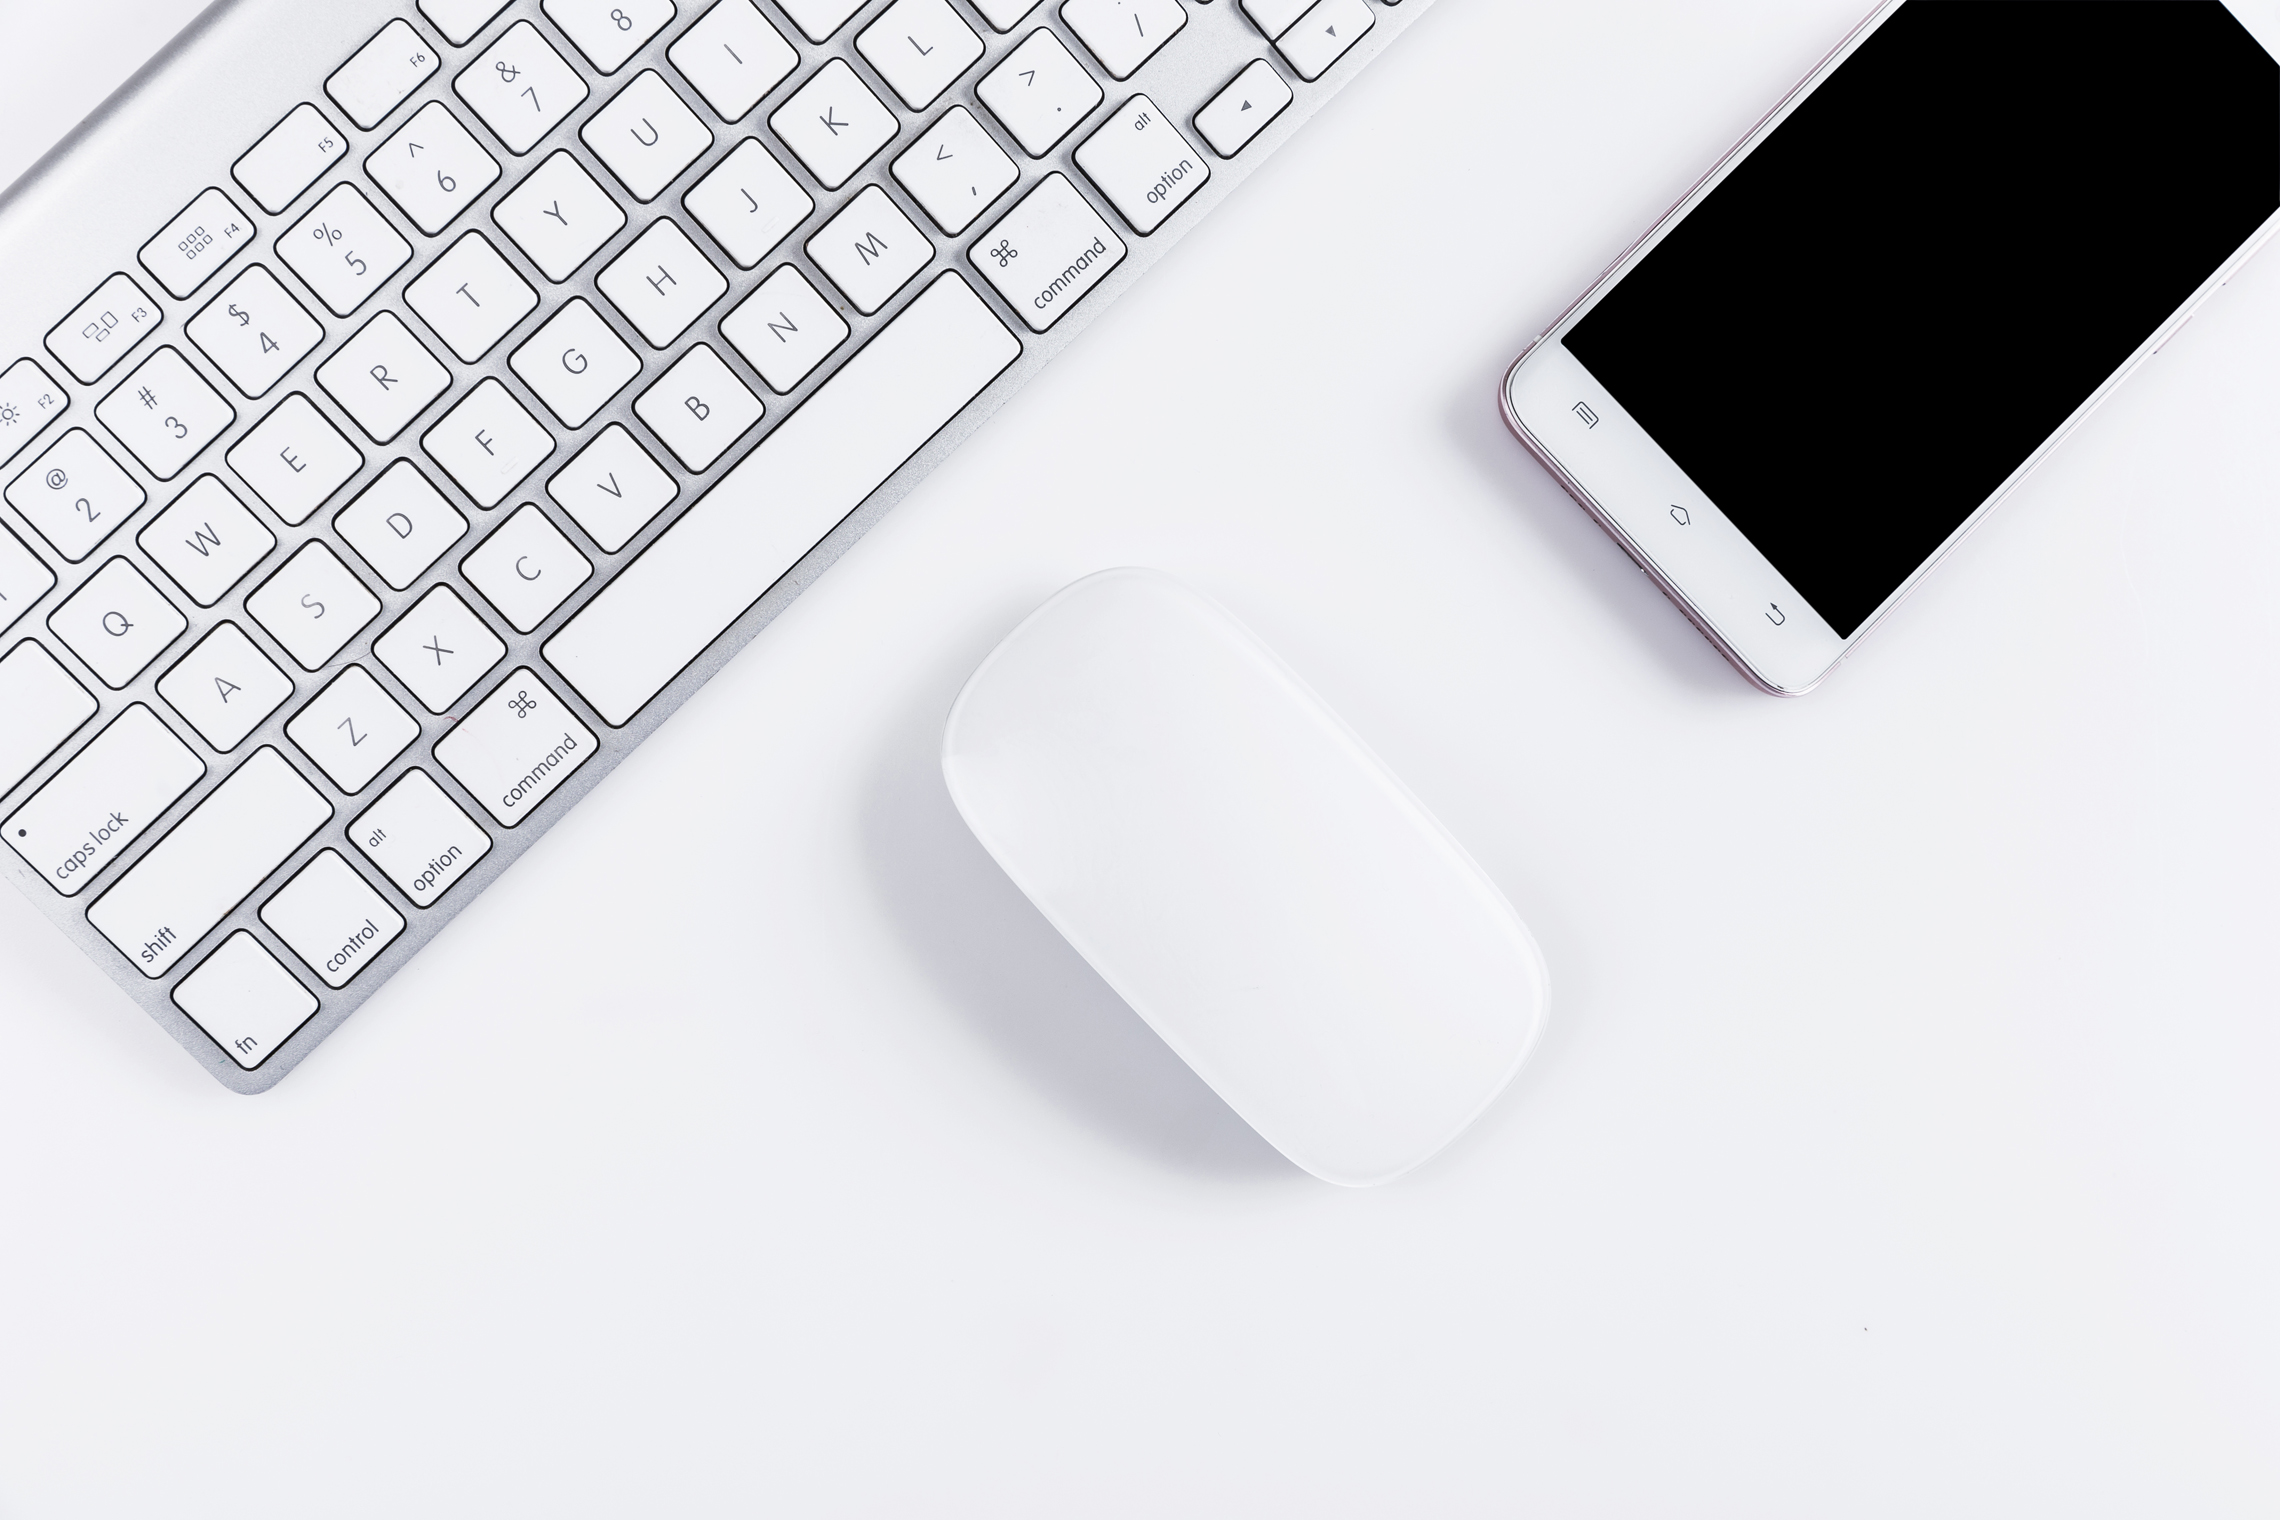 F2
F3
F4
F5
F6
@
2
#
3
$
4
%
5
^
6
&
7
8
Q
W
E
R
T
Y
U
I
caps lock
A
S
D
F
G
H
J
K
L
shift
Z
X
C
V
B
N
M
<
,
>
.
/
fn
control
alt
option
⌘
command
⌘
command
alt
option
◂
▾